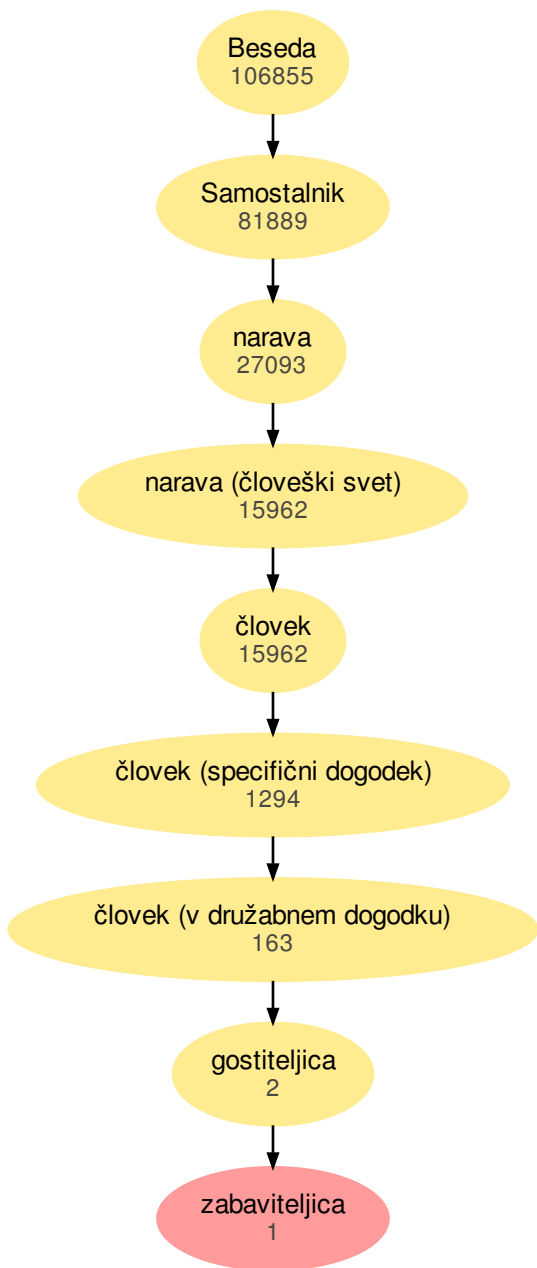 Beseda
106855
Samostalnik
81889
narava
27093
narava (človeški svet)
15962
človek
15962
človek (specifični dogodek)
1294
človek (v družabnem dogodku)
163
gostiteljica
2
zabaviteljica
1